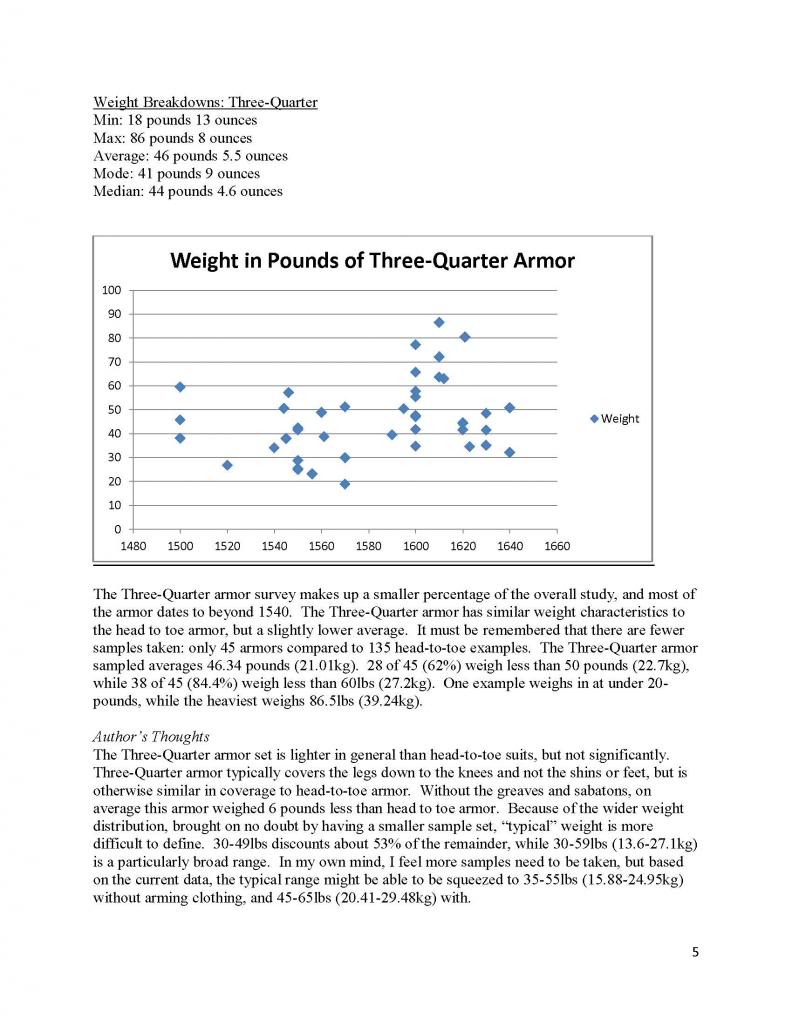 Weight Breakdowns: Three-Quarter
Min: 18 pounds 13 ounces
Max: 86 pounds 8 ounces
Average: 46 pounds 5.5 ounces
Mode: 41 pounds 9 ounces
Median: 44 pounds 4.6 ounces
Weight in Pounds of Three-Quarter Armor
100
90
80
70
60
50
40
30
20
10
0
1480 1500 1520 1540 1560 1580 1600 1620 1640 1660
Weight
The Three-Quarter armor survey makes up a smaller percentage of the overall study, and most of
the armor dates to beyond 1540. The Three-Quarter armor has similar weight characteristics to
the head to toe armor, but a slightly lower average. It must be remembered that there are fewer
samples taken: only 45 armors compared to 135 head-to-toe examples. The Three-Quarter armor
sampled averages 46.34 pounds (21.01kg). 28 of 45 (62%) weigh less than 50 pounds (22.7kg),
while 38 of 45 (84.4%) weigh less than 60lbs (27.2kg). One example weighs in at under 20-
pounds, while the heaviest weighs 86.5lbs (39.24kg).
Author's Thoughts
The Three-Quarter armor set is lighter in general than head-to-toe suits, but not significantly.
Three-Quarter armor typically covers the legs down to the knees and not the shins or feet, but is
otherwise similar in coverage to head-to-toe armor. Without the greaves and sabatons, on
average this armor weighed 6 pounds less than head to toe armor. Because of the wider weight
distribution, brought on no doubt by having a smaller sample set, "typical" weight is more
difficult to define. 30-49lbs discounts about 53% of the remainder, while 30-59lbs (13.6-27.1kg)
is a particularly broad range. In my own mind, I feel more samples need to be taken, but based
on the current data, the typical range might be able to be squeezed to 35-55lbs (15.88-24.95kg)
without arming clothing, and 45-65lbs (20.41-29.48kg) with.
5